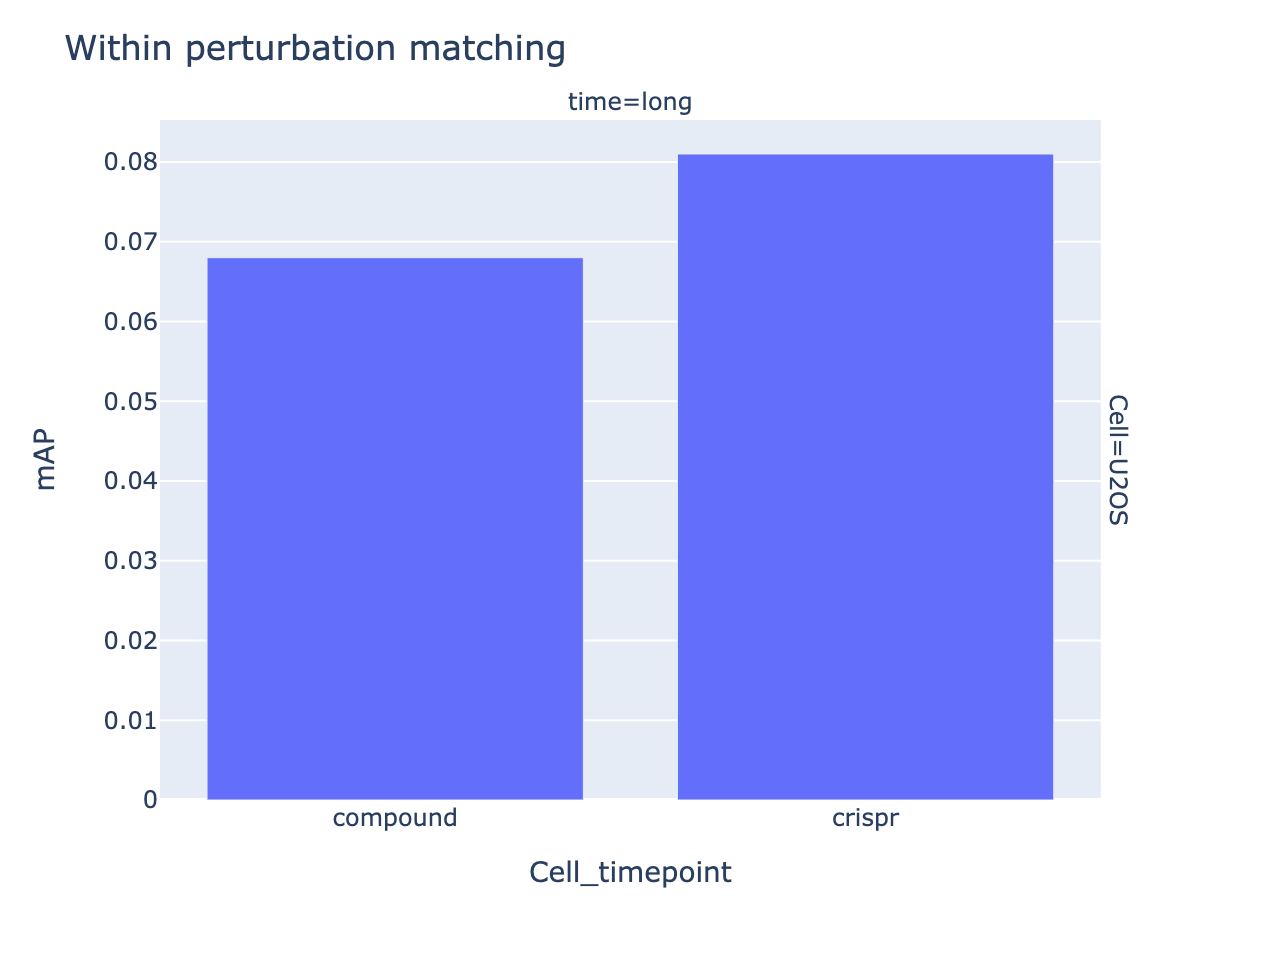 Within perturbation matching
time=long
0.08
0.07
0.06
0.05
0.04
0.03
0.02
0.01
0
mAP
Cell=U2OS
compound crispr
Cell_timepoint